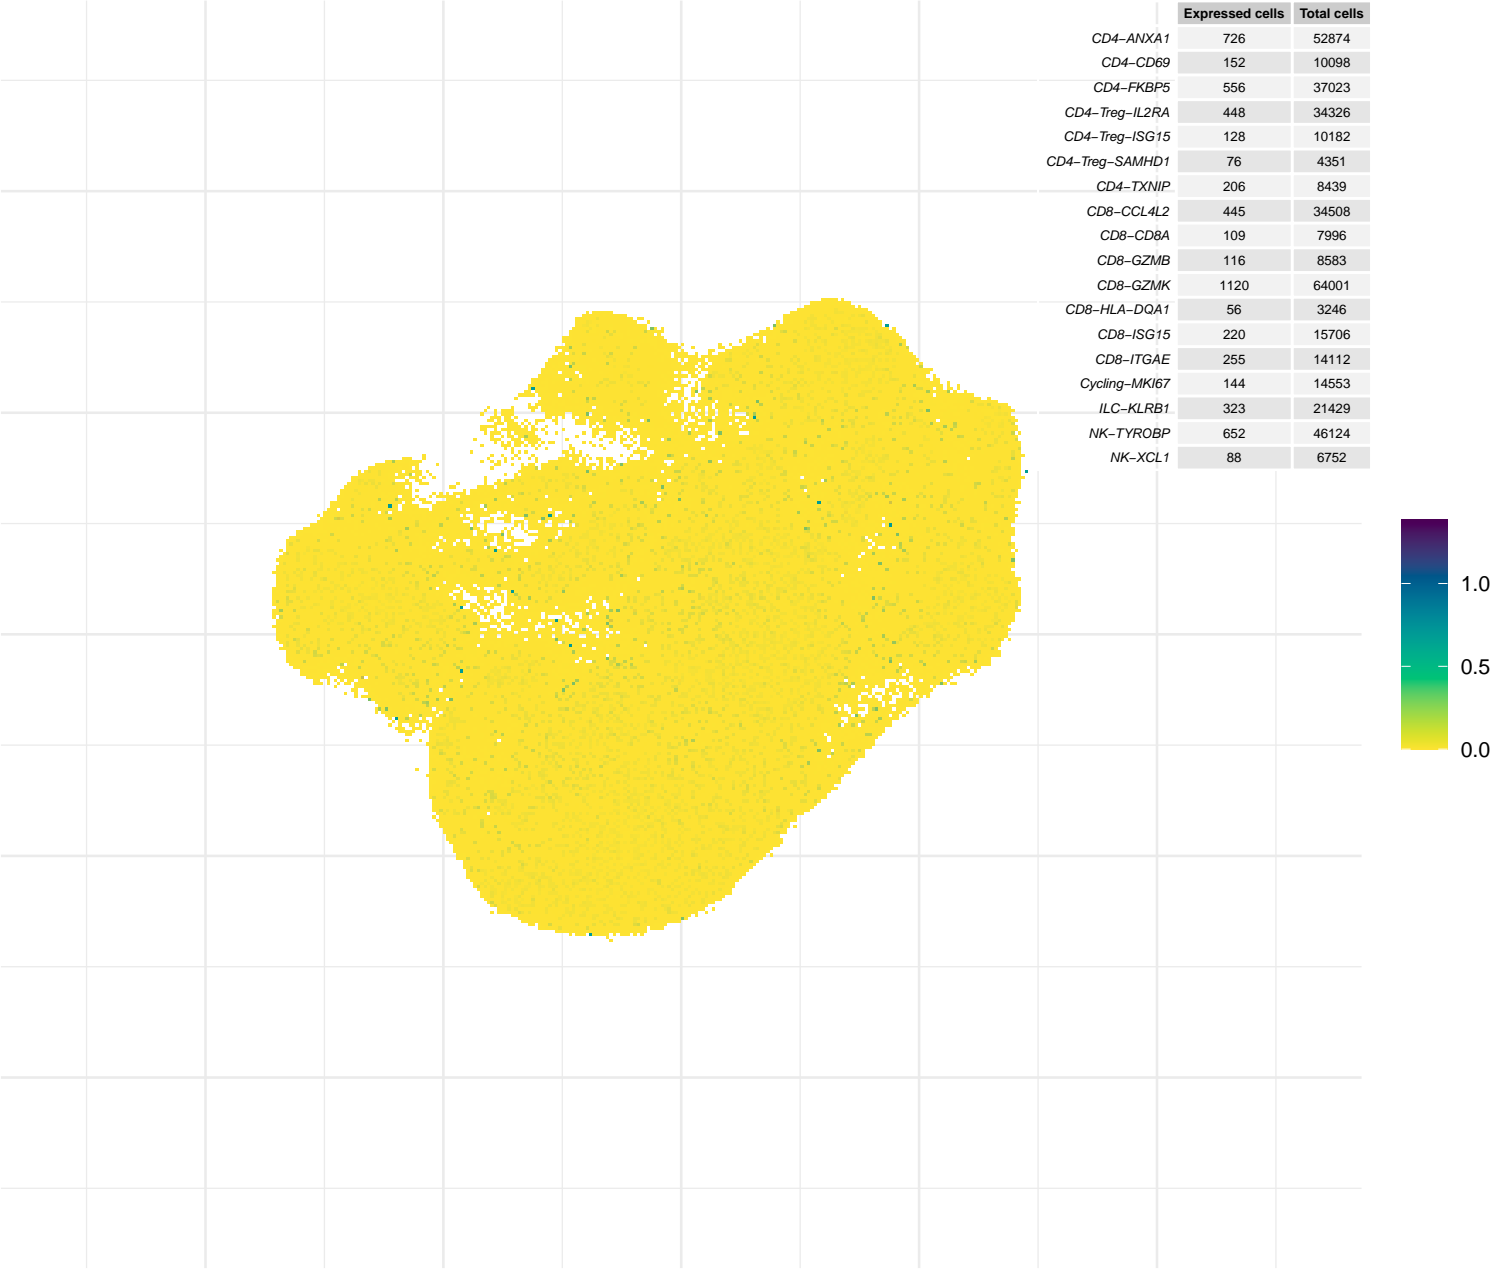 Expressed cells Total cells
CD4−ANXA1 726 52874
CD4−CD69 152 10098
CD4−FKBP5 556 37023
CD4−Treg−IL2RA 448 34326
CD4−Treg−ISG15 128 10182
CD4−Treg−SAMHD1 76 4351
CD4−TXNIP 206 8439
CD8−CCL4L2 445 34508
CD8−CD8A 109 7996
CD8−GZMB 116 8583
CD8−GZMK 1120 64001
CD8−HLA−DQA1 56 3246
CD8−ISG15 220 15706
CD8−ITGAE 255 14112
Cycling−MKI67 144 14553
ILC−KLRB1 323 21429
NK−TYROBP 652 46124
NK−XCL1 88 6752
1.0
0.5
0.0